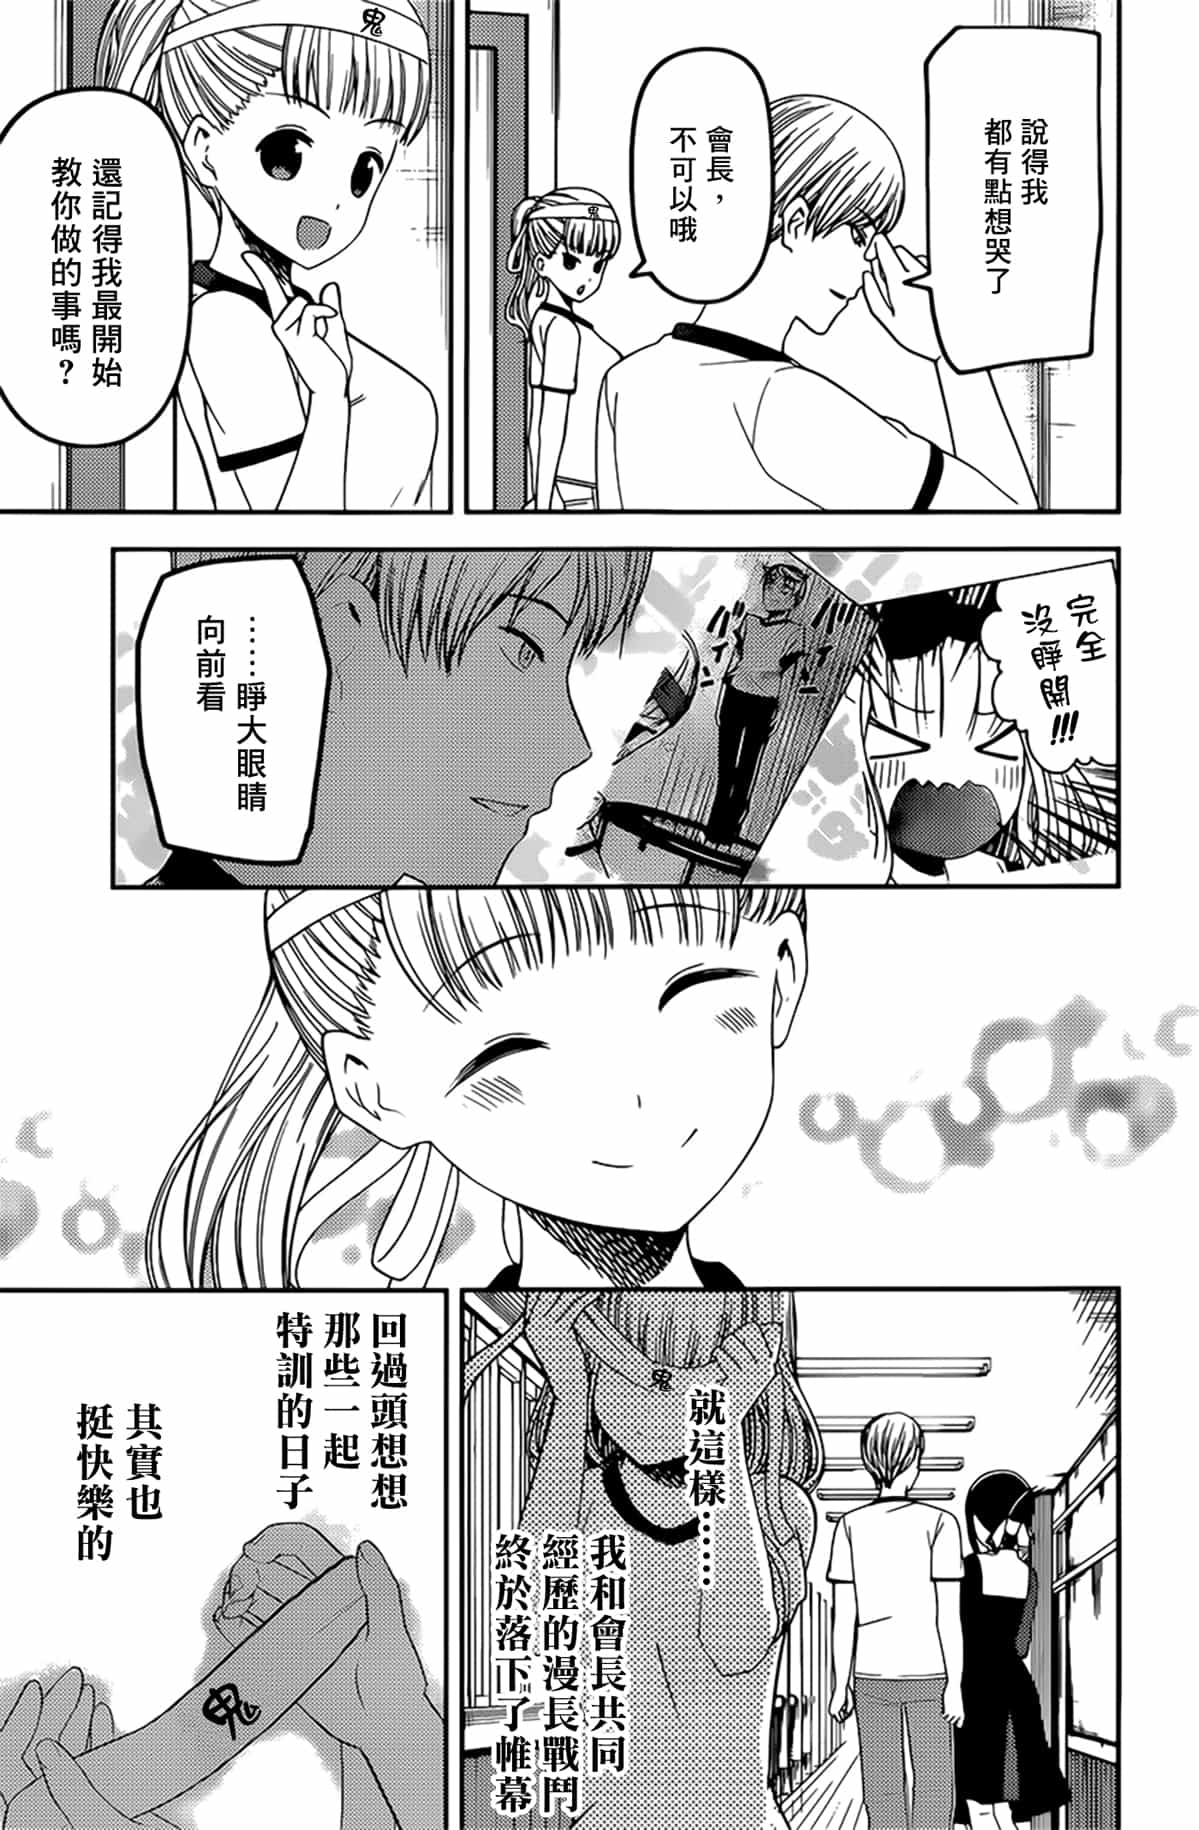 說得我
都有點想哭了
會長，
不可以哦
鬼
還記得我最開始
教你做的事嗎？
鬼
完全
沒睜開!!!
……睜大眼睛
向前看
就這樣……
我和會長共同
經歷的漫長戰鬥
終於落下了帷幕
鬼
回過頭想想
那些一起
特訓的日子
其實也
挺快樂的
鬼